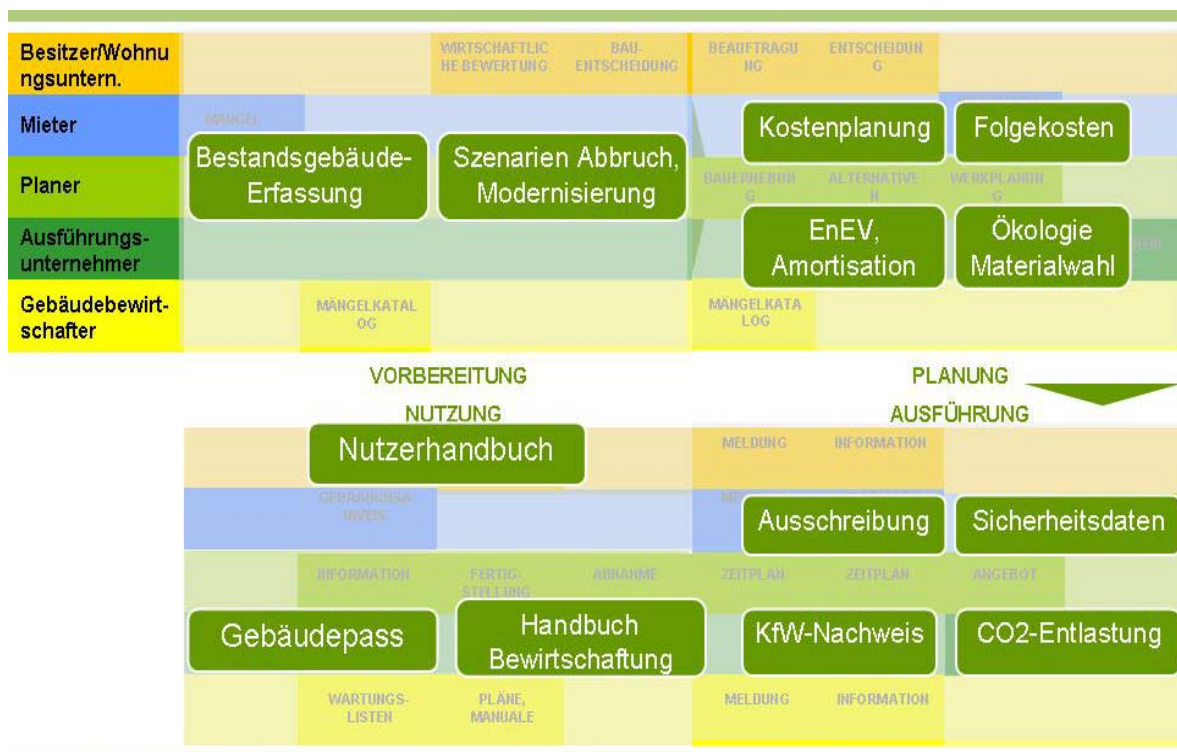 Besitzer/Wohnu
ngsuntern.
WIRTSCHAFTLIC
HE BEWERTUNG
BAU-
ENTSCHEIDUNG
BEAUFTRAGU
NG
ENTSCHEIDUN
G
Mieter
MÄNGEL
Kostenplanung
Folgekosten
Bestandsgebäude-
Erfassung
Szenarien Abbruch,
Modernisierung
Planer
BAUERHEBUN
G
ALTERNATIVE
N
WERKPLANUN
G
Ausführungs-
unternehmer
EnEV,
Amortisation
Ökologie
Materialwahl
Gebäudebewirt-
schafter
MÄNGELKATAL
OG
MÄNGELKATA
LOG
VORBEREITUNG
PLANUNG
NUTZUNG
AUSFÜHRUNG
Nutzerhandbuch
MELDUNG
INFORMATION
GEBRAUCHSA
NWEIS.
Ausschreibung
Sicherheitsdaten
INFORMATION
FERTIG-
STELLUNG
ABNAHME
ZEITPLAN
ZEITPLAN
ANGEBOT
Gebäudepass
Handbuch
Bewirtschaftung
KfW-Nachweis
CO2-Entlastung
WARTUNGS-
LISTEN
PLÄNE,
MANUALE
MELDUNG
INFORMATION